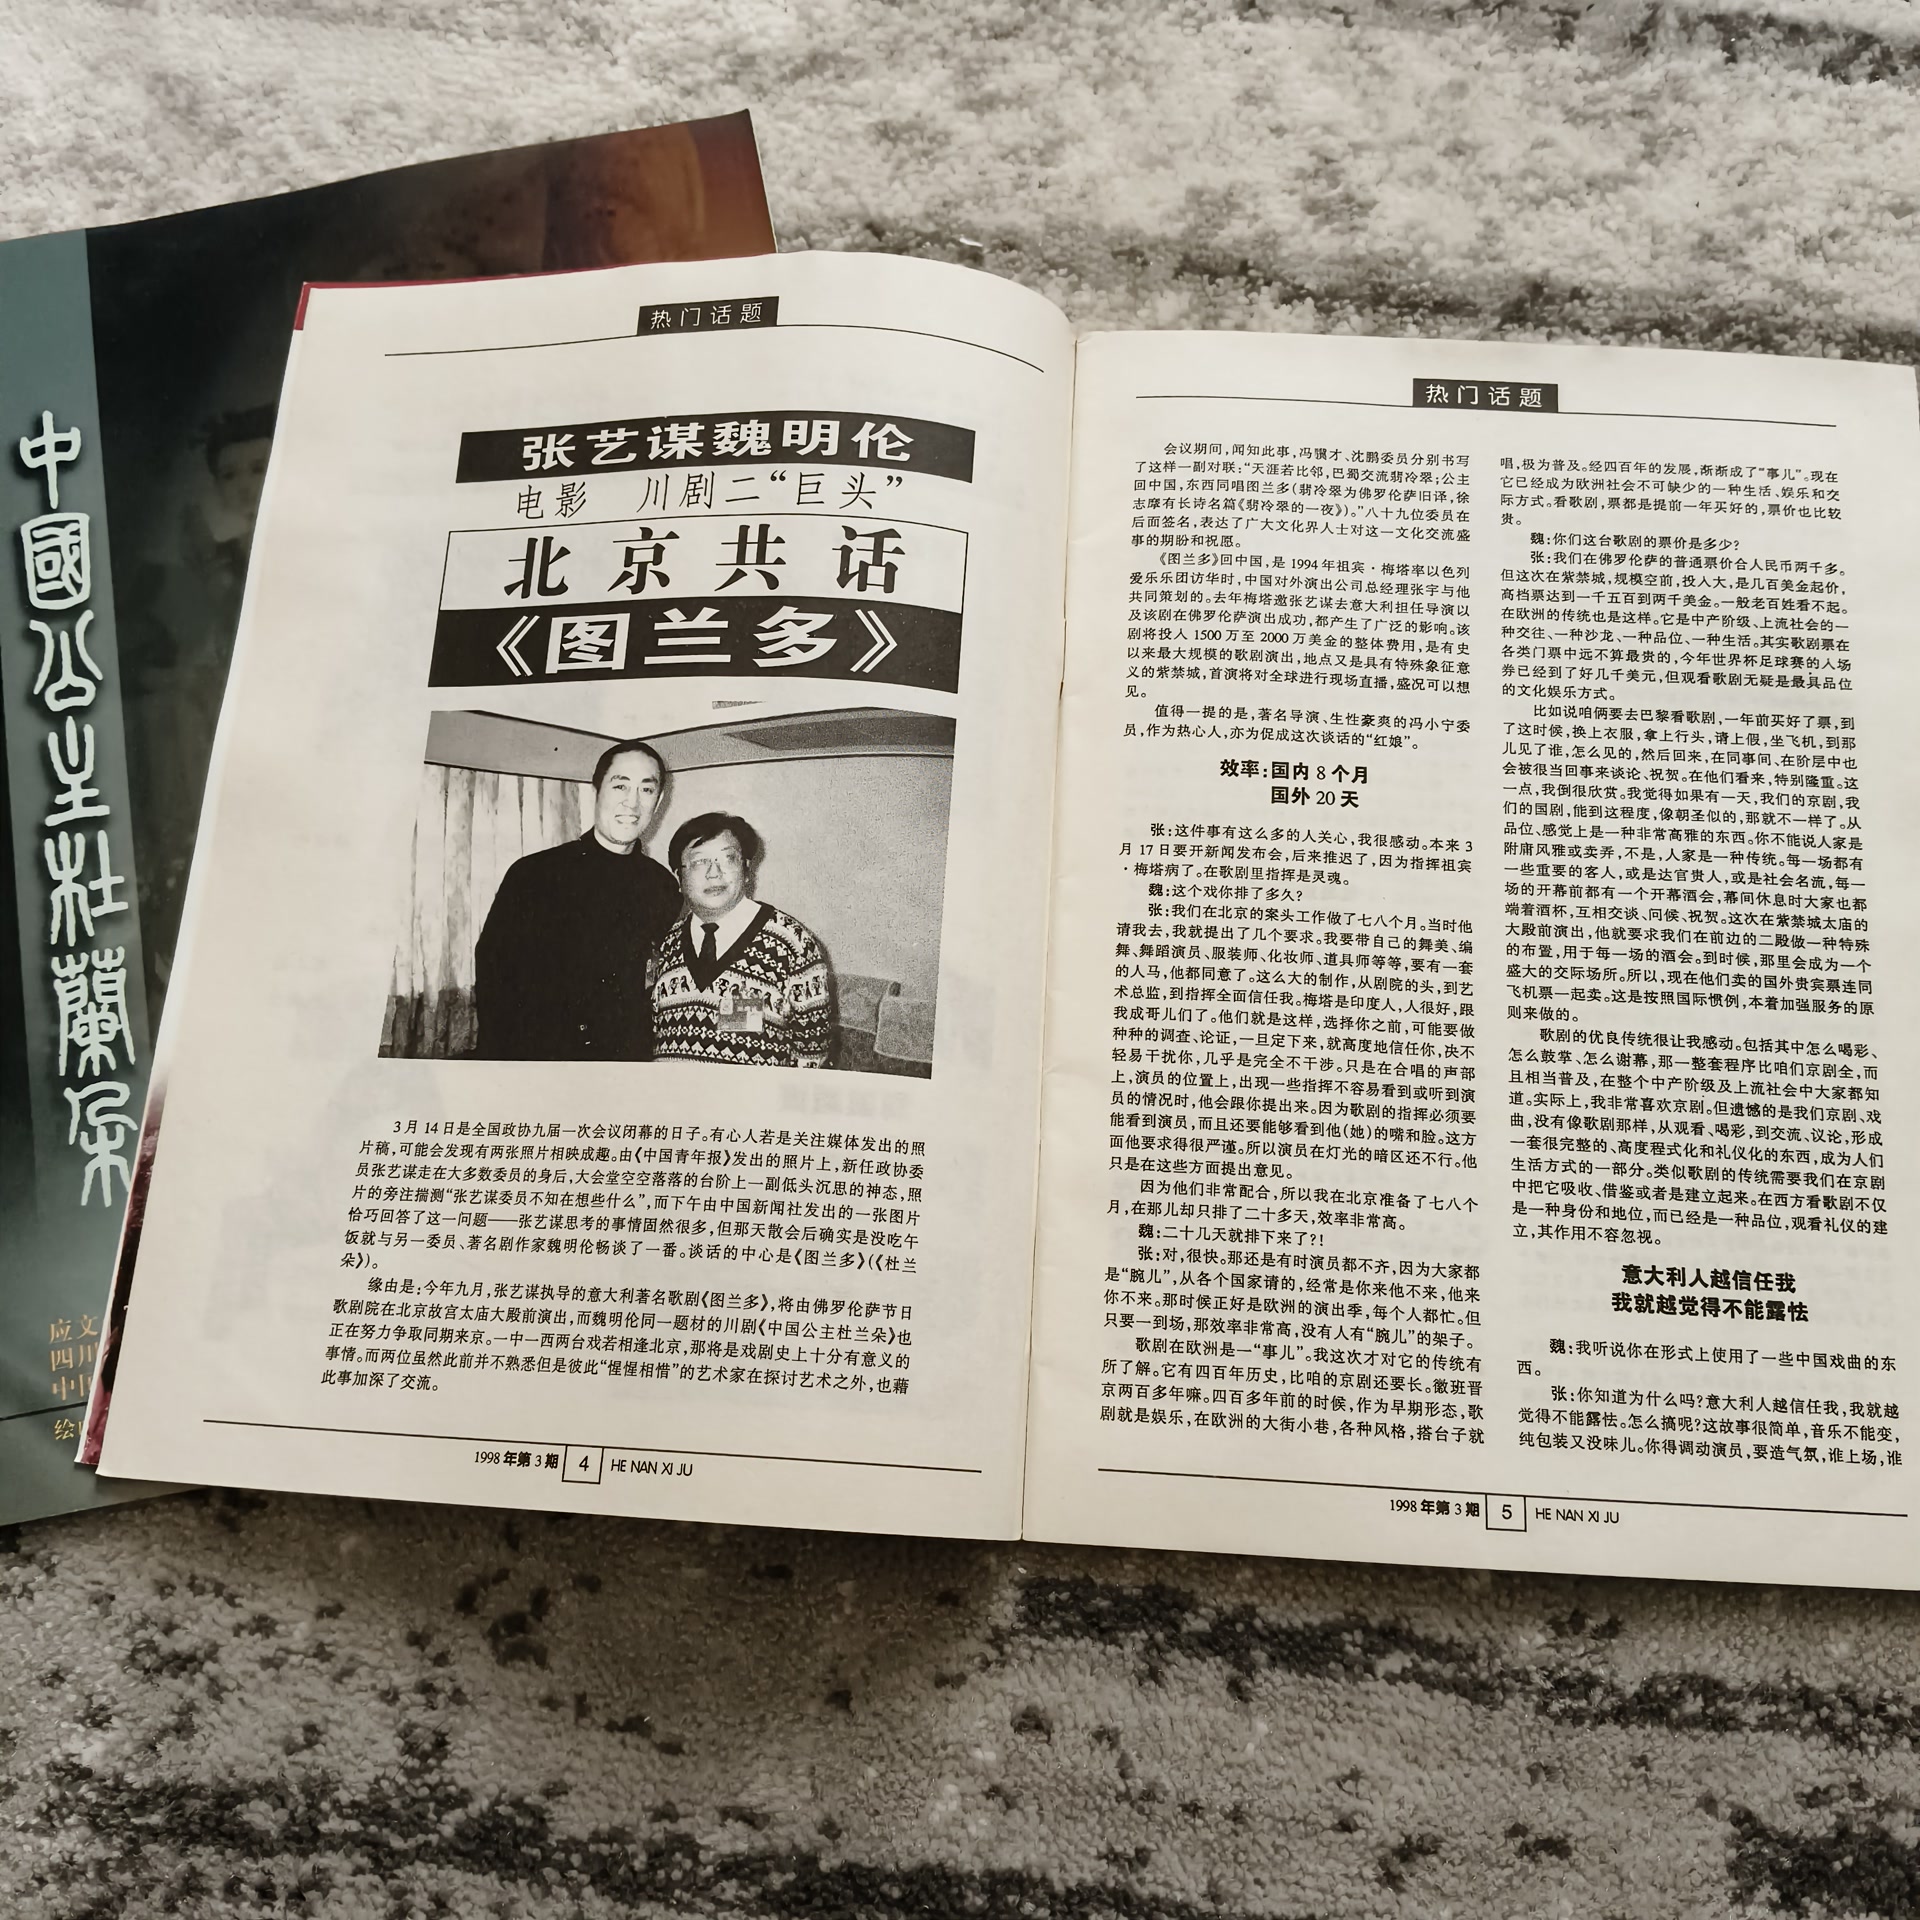 中國公主杜蘭朵
应文
四川
中
绘
热门话题
张艺谋魏明伦
电影 川剧二“巨头”
北京共话
《图兰多》
3月14日是全国政协九届一次会议闭幕的日子。有心人若是关注媒体发出的照
片稿,可能会发现有两张照片相映成趣。由《中国青年报》发出的照片上,新任政协委
员张艺谋走在大多数委员的身后,大会堂空空落落的台阶上一副低头沉思的神态,照
片的旁注揣测“张艺谋委员不知在想些什么”,而下午由中国新闻社发出的一张图片
恰巧回答了这一问题——张艺谋思考的事情固然很多,但那天散会后确实是没吃午
饭就与另一委员、著名剧作家魏明伦畅谈了一番。谈话的中心是《图兰多》(《杜兰
朵》)。
缘由是:今年九月,张艺谋执导的意大利著名歌剧《图兰多》,将由佛罗伦萨节日
歌剧院在北京故宫太庙大殿前演出,而魏明伦同一题材的川剧《中国公主杜兰朵》也
正在努力争取同期来京。一中一西两台戏若相逢北京,那将是戏剧史上十分有意义的
事情。而两位虽然此前并不熟悉但是彼此“惺惺相惜”的艺术家在探讨艺术之外,也藉
此事加深了交流。
1998年第3期 4 HE NAN XI JU
热门话题
会议期间,闻知此事,冯骥才、沈鹏委员分别书写
了这样一副对联:“天涯若比邻,巴蜀交流翡冷翠;公主
回中国,东西同唱图兰多(翡冷翠为佛罗伦萨旧译,徐
志摩有长诗名篇《翡冷翠的一夜》)。”八十九位委员在
后面签名,表达了广大文化界人士对这一文化交流盛
事的期盼和祝愿。
《图兰多》回中国,是1994年祖宾·梅塔率以色列
爱乐乐团访华时,中国对外演出公司总经理张宇与他
共同策划的。去年梅塔邀张艺谋去意大利担任导演以
及该剧在佛罗伦萨演出成功,都产生了广泛的影响。该
剧将投入1500万至2000万美金的整体费用,是有史
以来最大规模的歌剧演出,地点又是具有特殊象征意
义的紫禁城,首演将对全球进行现场直播,盛况可以想
见。
值得一提的是,著名导演、生性豪爽的冯小宁委
员,作为热心人,亦为促成这次谈话的“红娘”。
效率:国内8个月
国外20天
张:这件事有这么多的人关心,我很感动。本来3
月17日要开新闻发布会,后来推迟了,因为指挥祖宾
·梅塔病了。在歌剧里指挥是灵魂。
魏:这个戏你排了多久?
张:我们在北京的案头工作做了七八个月。当时他
请我去,我就提出了几个要求。我要带自己的舞美、编
舞、舞蹈演员、服装师、化妆师、道具师等等,要有一套
的人马,他都同意了。这么大的制作,从剧院的头,到艺
术总监,到指挥全面信任我。梅塔是印度人,人很好,跟
我成哥儿们了。他们就是这样,选择你之前,可能要做
种种的调查、论证,一旦定下来,就高度地信任你,决不
轻易干扰你,几乎是完全不干涉。只是在合唱的声部
上,演员的位置上,出现一些指挥不容易看到或听到演
员的情况时,他会跟你提出来。因为歌剧的指挥必须要
能看到演员,而且还要能够看到他(她)的嘴和脸。这方
面他要求得很严谨。所以演员在灯光的暗区还不行。他
只是在这些方面提出意见。
因为他们非常配合,所以我在北京准备了七八个
月,在那儿却只排了二十多天,效率非常高。
魏:二十几天就排下来了?!
张:对,很快。那还是有时演员都不齐,因为大家都
是“腕儿”,从各个国家请的,经常是你来他不来,他来
你不来。那时候正好是欧洲的演出季,每个人都忙。但
只要一到场,那效率非常高,没有人有“腕儿”的架子。
歌剧在欧洲是一“事儿”。我这次才对它的传统有
所了解。它有四百年历史,比咱的京剧还要长。徽班晋
京两百多年嘛。四百多年前的时候,作为早期形态,歌
剧就是娱乐,在欧洲的大街小巷,各种风格,搭台子就
唱,极为普及。经四百年的发展,渐渐成了“事儿”。现在
它已经成为欧洲社会不可缺少的一种生活、娱乐和交
际方式。看歌剧,票都是提前一年买好的,票价也比较
贵。
魏:你们这台歌剧的票价是多少?
张:我们在佛罗伦萨的普通票价合人民币两千多。
但这次在紫禁城,规模空前,投入大,是几百美金起价,
高档票达到一千五百到两千美金。一般老百姓看不起。
在欧洲的传统也是这样。它是中产阶级、上流社会的一
种交往、一种沙龙、一种品位、一种生活。其实歌剧票在
各类门票中远不算最贵的,今年世界杯足球赛的入场
券已经到了好几千美元,但观看歌剧无疑是最具品位
的文化娱乐方式。
比如说咱俩要去巴黎看歌剧,一年前买好了票,到
了这时候,换上衣服,拿上行头,请上假,坐飞机,到那
儿见了谁,怎么见的,然后回来,在同事间、在阶层中也
会被很当回事来谈论、祝贺。在他们看来,特别隆重。这
一点,我倒很欣赏。我觉得如果有一天,我们的京剧,我
们的国剧,能到这程度,像朝圣似的,那就不一样了。从
品位、感觉上是一种非常高雅的东西。你不能说人家是
附庸风雅或卖弄,不是,人家是一种传统。每一场都有
一些重要的客人,或是达官贵人,或是社会名流,每一
场的开幕前都有一个开幕酒会,幕间休息时大家也都
端着酒杯,互相交谈、问候、祝贺。这次在紫禁城太庙的
大殿前演出,他就要求我们在前边的二殿做一种特殊
的布置,用于每一场的酒会。到时候,那里会成为一个
盛大的交际场所。所以,现在他们卖的国外贵宾票连同
飞机票一起卖。这是按照国际惯例,本着加强服务的原
则来做的。
歌剧的优良传统很让我感动。包括其中怎么喝彩、
怎么鼓掌、怎么谢幕,那一整套程序比咱们京剧全,而
且相当普及,在整个中产阶级及上流社会中大家都知
道。实际上,我非常喜欢京剧。但遗憾的是我们京剧、戏
曲,没有像歌剧那样,从观看、喝彩,到交流、议论,形成
一套很完整的、高度程式化和礼仪化的东西,成为人们
生活方式的一部分。类似歌剧的传统需要我们在京剧
中把它吸收、借鉴或者是建立起来。在西方看歌剧不仅
是一种身份和地位,而已经是一种品位,观看礼仪的建
立,其作用不容忽视。
意大利人越信任我
我就越觉得不能露怯
魏:我听说你在形式上使用了一些中国戏曲的东
西。
张:你知道为什么吗?意大利人越信任我,我就越
觉得不能露怯。怎么搞呢?这故事很简单,音乐不能变,
纯包装又没味儿。你得调动演员,要造气氛,谁上场,谁
1998年第3期 5 HE NAN XI JU